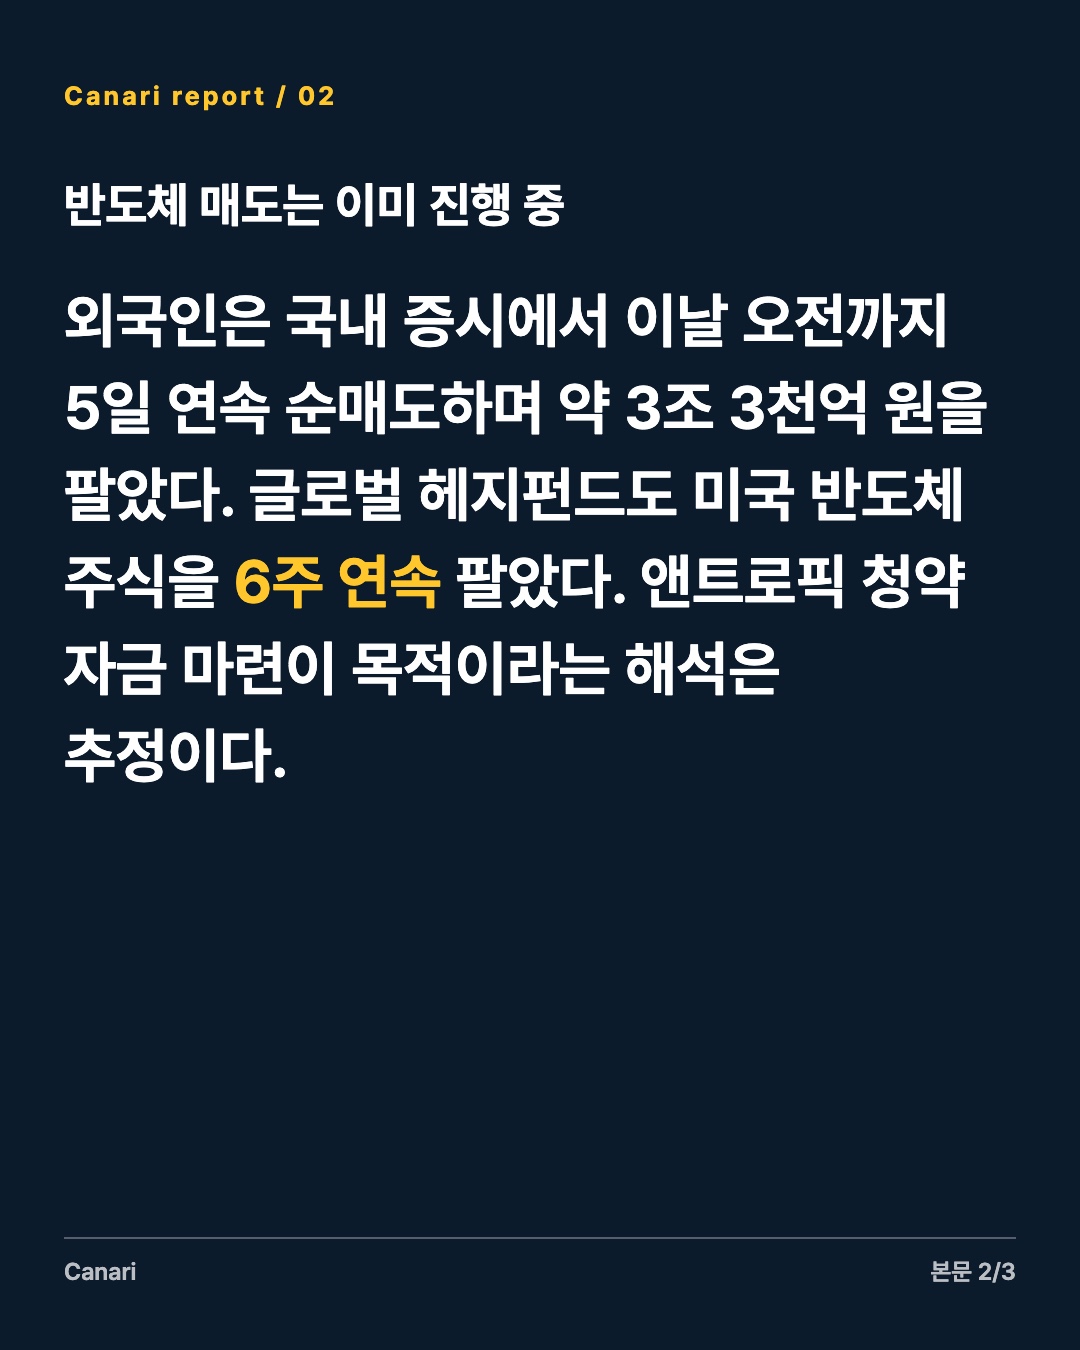 Canari report / 02
반도체 매도는 이미 진행 중
외국인은 국내 증시에서 이날 오전까지
5일 연속 순매도하며 약 3조 3천억 원을
팔았다. 글로벌 헤지펀드도 미국 반도체
주식을 6주 연속 팔았다. 앤트로픽 청약
자금 마련이 목적이라는 해석은
추정이다.
Canari
본문 2/3